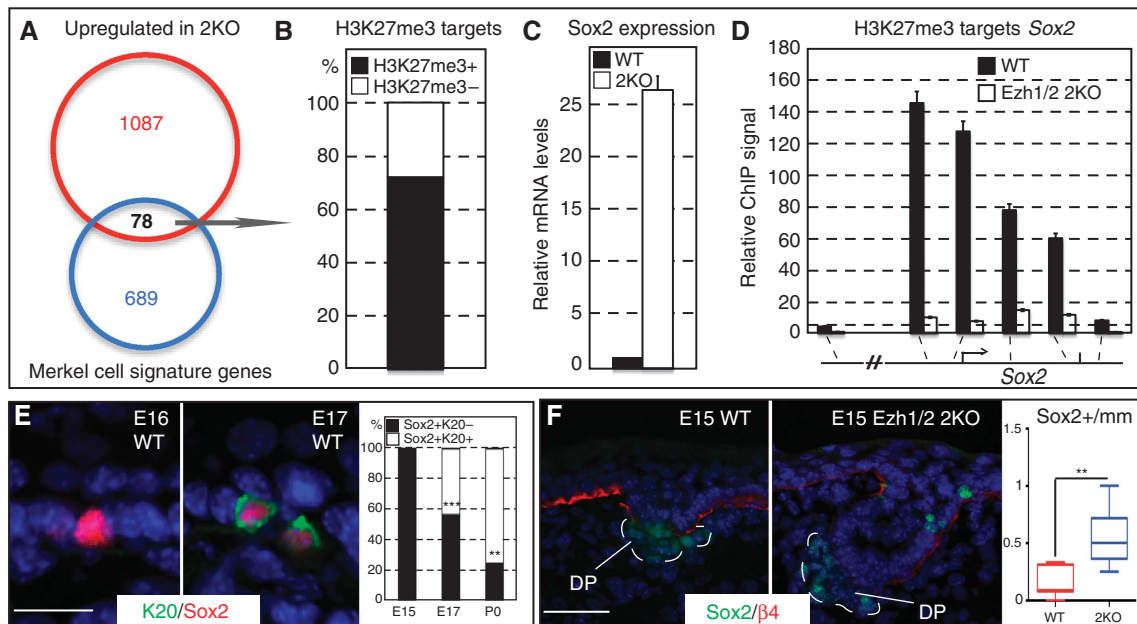 A
Upregulated in 2KO
1087
78
689
Merkel cell signature genes
B
H3K27me3 targets
%
H3K27me3+
H3K27me3–
100
80
60
40
20
0
C
Sox2 expression
WT
2KO
Relative mRNA levels
25
20
15
10
5
0
D
H3K27me3 targets Sox2
WT
Ezh1/2 2KO
Relative ChIP signal
180
160
140
120
100
80
60
40
20
0
Sox2
E
E16
WT
E17
WT
K20/Sox2
%
Sox2+K20–
Sox2+K20+
100
80
60
40
20
0
***
**
E15 E17 P0
F
E15 WT
DP
E15 Ezh1/2 2KO
DP
Sox2/β4
Sox2+/mm
1.5
1
0.5
0
**
WT 2KO